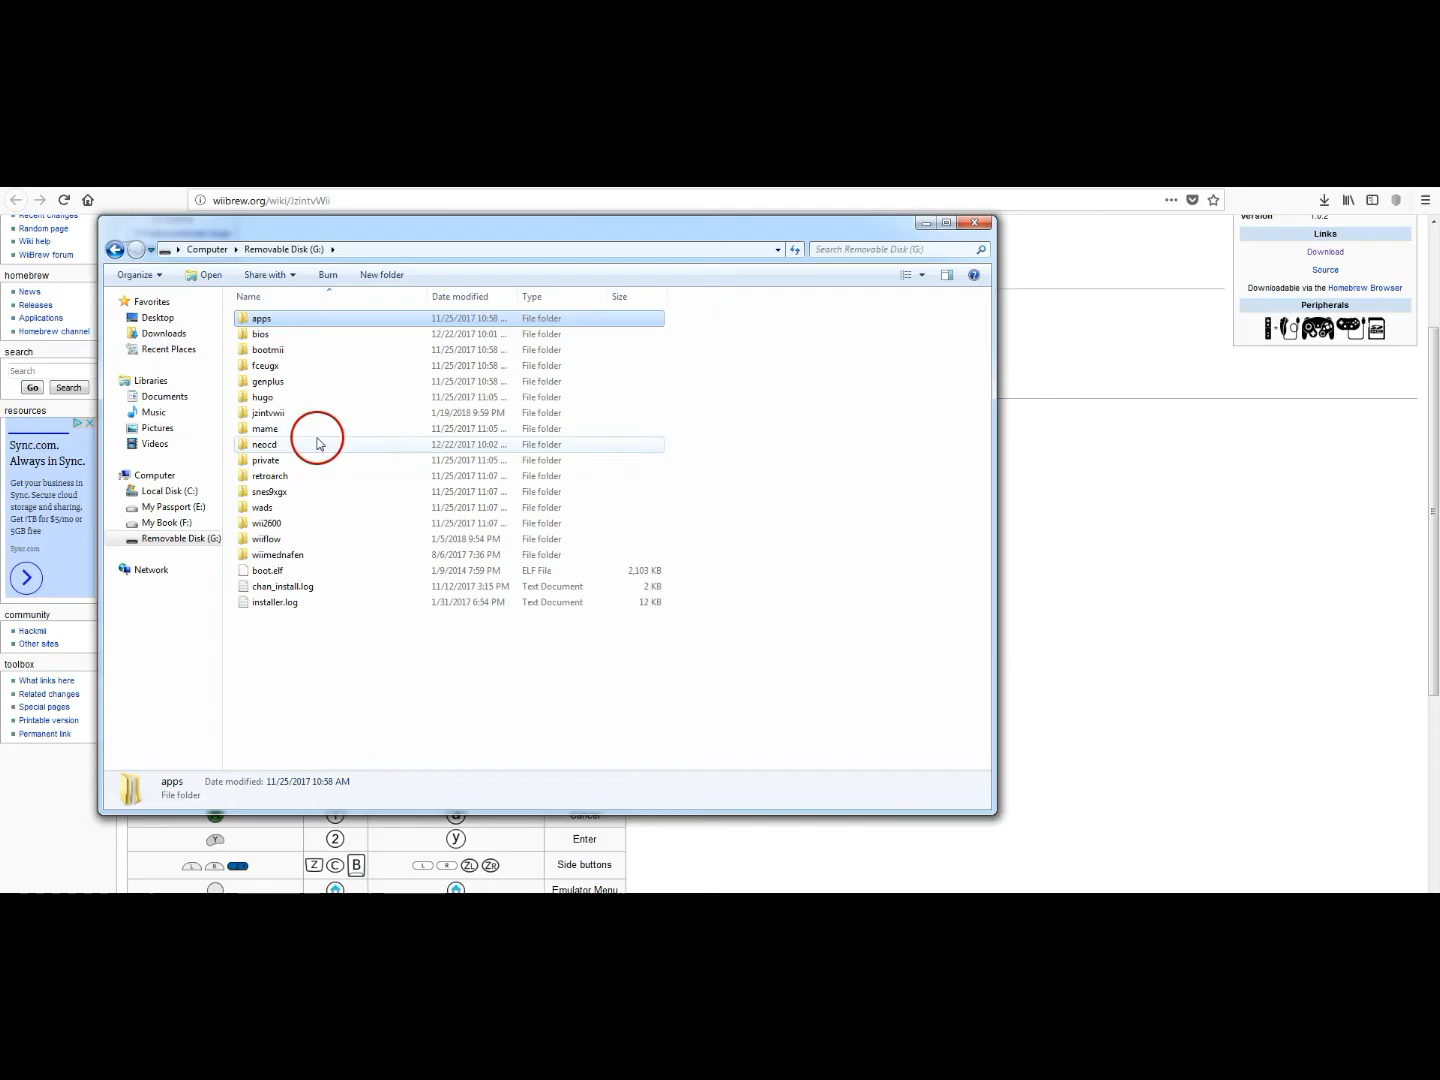 wiibrew.org/wiki/JzintvWii
Recent changes
Random page
Wiki help
WiiBrew forum
homebrew
News
Releases
Applications
Homebrew channel
search
Search
Go Search
resources
Sync.com.
Always in Sync.
Get your business in
Sync. Secure cloud
storage and sharing.
Get 1TB for $5/mo or
5GB free
Sync.com
community
Hackmii
Other sites
toolbox
What links here
Related changes
Special pages
Printable version
Permanent link
Computer Removable Disk (G:)
Search Removable Disk (G:)
Organize Open Share with Burn New folder
Favorites
Desktop
Downloads
Recent Places
Libraries
Documents
Music
Pictures
Videos
Computer
Local Disk (C:)
My Passport (E:)
My Book (F:)
Removable Disk (G:)
Network
Name Date modified Type Size
apps 11/25/2017 10:58 ... File folder
bios 12/22/2017 10:01 ... File folder
bootmii 11/25/2017 10:58 ... File folder
fceugx 11/25/2017 10:58 ... File folder
genplus 11/25/2017 10:58 ... File folder
hugo 11/25/2017 11:05 ... File folder
jzintvwii 1/19/2018 9:59 PM File folder
mame 11/25/2017 11:05 ... File folder
neocd 12/22/2017 10:02 ... File folder
private 11/25/2017 11:05 ... File folder
retroarch 11/25/2017 11:07 ... File folder
snes9xgx 11/25/2017 11:07 ... File folder
wads 11/25/2017 11:07 ... File folder
wii2600 11/25/2017 11:07 ... File folder
wiiflow 1/5/2018 9:54 PM File folder
wiimednafen 8/6/2017 7:36 PM File folder
boot.elf 1/9/2014 7:59 PM ELF File 2,103 KB
chan_install.log 11/12/2017 3:15 PM Text Document 2 KB
installer.log 1/31/2017 6:54 PM Text Document 12 KB
apps Date modified: 11/25/2017 10:58 AM
File folder
Version 1.0.2
Links
Download
Source
Downloadable via the Homebrew Browser
Peripherals
Cancel
Y 2 y Enter
L R Z C B L R ZL ZR Side buttons
Emulator Menu